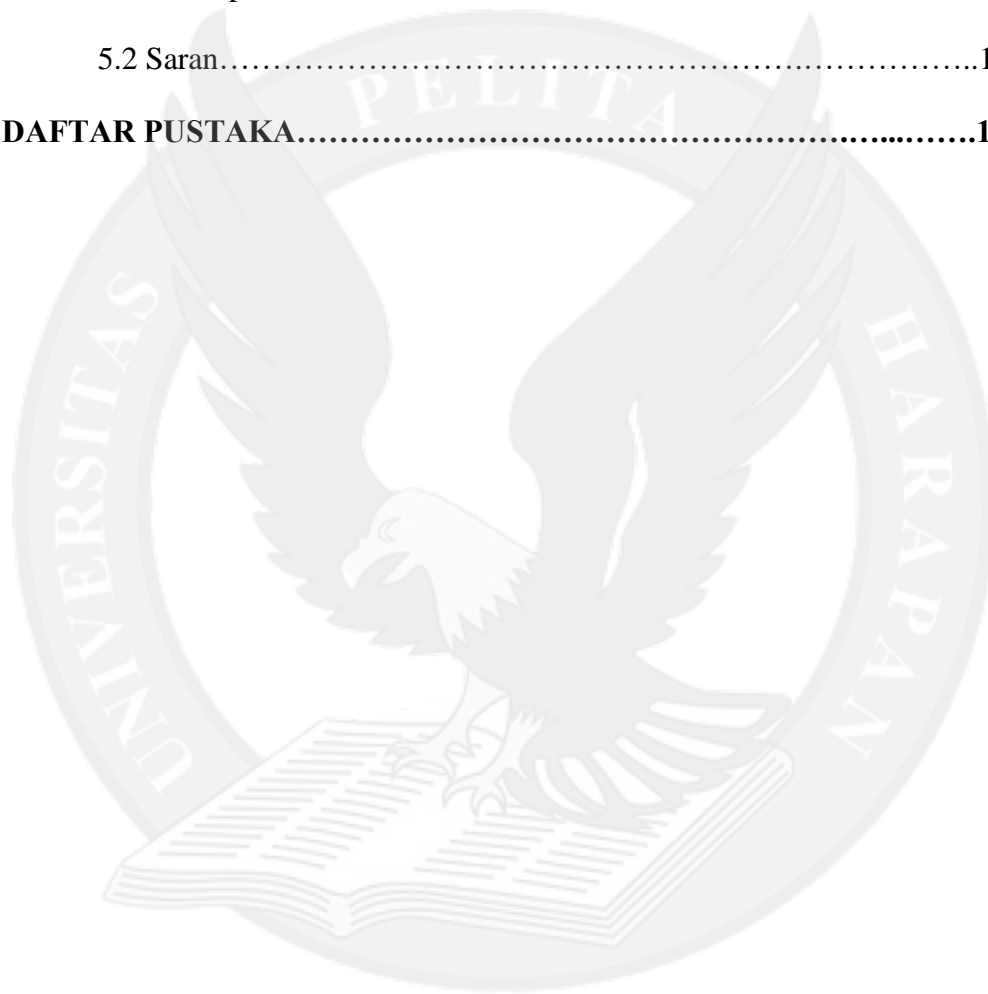 5.2 Saran…………………………………………………………………..1
DAFTAR PUSTAKA……………………………………………….…...…….1
UNIVERSITAS PELITA HARAPAN